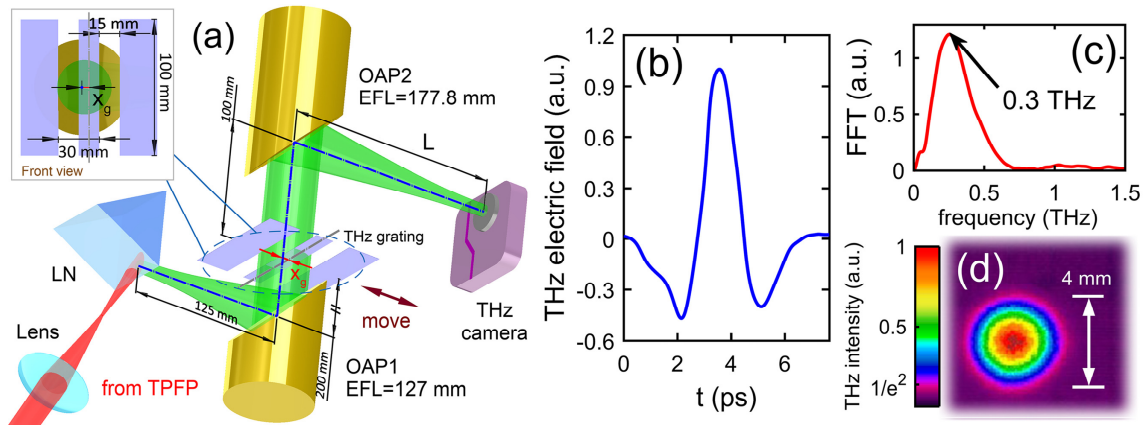 (a)
15 mm
100 mm
xg
30 mm
Front view
OAP2
EFL=177.8 mm
100 mm
L
THz grating
xg
LN
125 mm
H
move
THz
camera
Lens
from TPFP
200 mm
OAP1
EFL=127 mm
(b)
THz electric field (a.u.)
1.2
0.9
0.6
0.3
0.0
-0.3
-0.6
0
2
4
6
t (ps)
(c)
FFT (a.u.)
1
0
0.3 THz
0.0
0.5
1.0
1.5
frequency (THz)
(d)
THz intensity (a.u.)
1
0.5
1/e²
4 mm